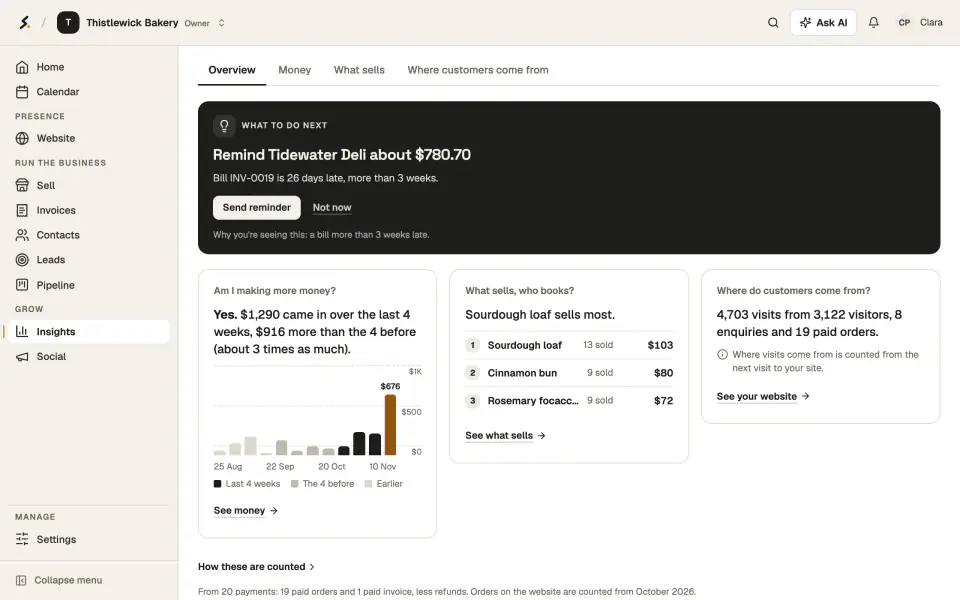 / T Thistlewick Bakery Owner
Ask AI
CP Clara
Home
Calendar
PRESENCE
Website
RUN THE BUSINESS
Sell
Invoices
Contacts
Leads
Pipeline
GROW
Insights
Social
MANAGE
Settings
Collapse menu
Overview Money What sells Where customers come from
WHAT TO DO NEXT
Remind Tidewater Deli about $780.70
Bill INV-0019 is 26 days late, more than 3 weeks.
Send reminder Not now
Why you're seeing this: a bill more than 3 weeks late.
Am I making more money?
Yes. $1,290 came in over the last 4
weeks, $916 more than the 4 before
(about 3 times as much).
$1K
$676
$500
$0
25 Aug 22 Sep 20 Oct 10 Nov
Last 4 weeks The 4 before Earlier
See money →
What sells, who books?
Sourdough loaf sells most.
1 Sourdough loaf 13 sold $103
2 Cinnamon bun 9 sold $80
3 Rosemary focacc... 9 sold $72
See what sells →
Where do customers come from?
4,703 visits from 3,122 visitors, 8
enquiries and 19 paid orders.
Where visits come from is counted from the
next visit to your site.
See your website →
How these are counted >
From 20 payments: 19 paid orders and 1 paid invoice, less refunds. Orders on the website are counted from October 2026.